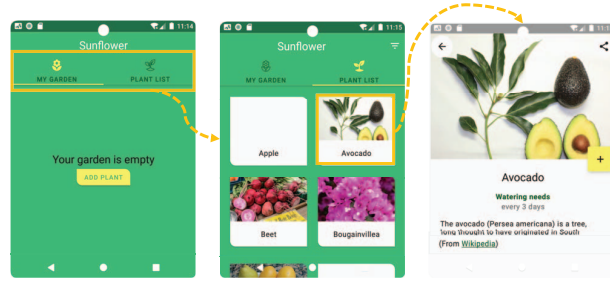 11:14
Sunflower
MY GARDEN
PLANT LIST
Your garden is empty
ADD PLANT
11:15
Sunflower
MY GARDEN
PLANT LIST
Apple
Avocado
Beet
Bougainvillea
Avocado
+
Watering needs
every 3 days
The avocado (Persea americana) is a tree,
long thought to have originated in South
(From Wikipedia)